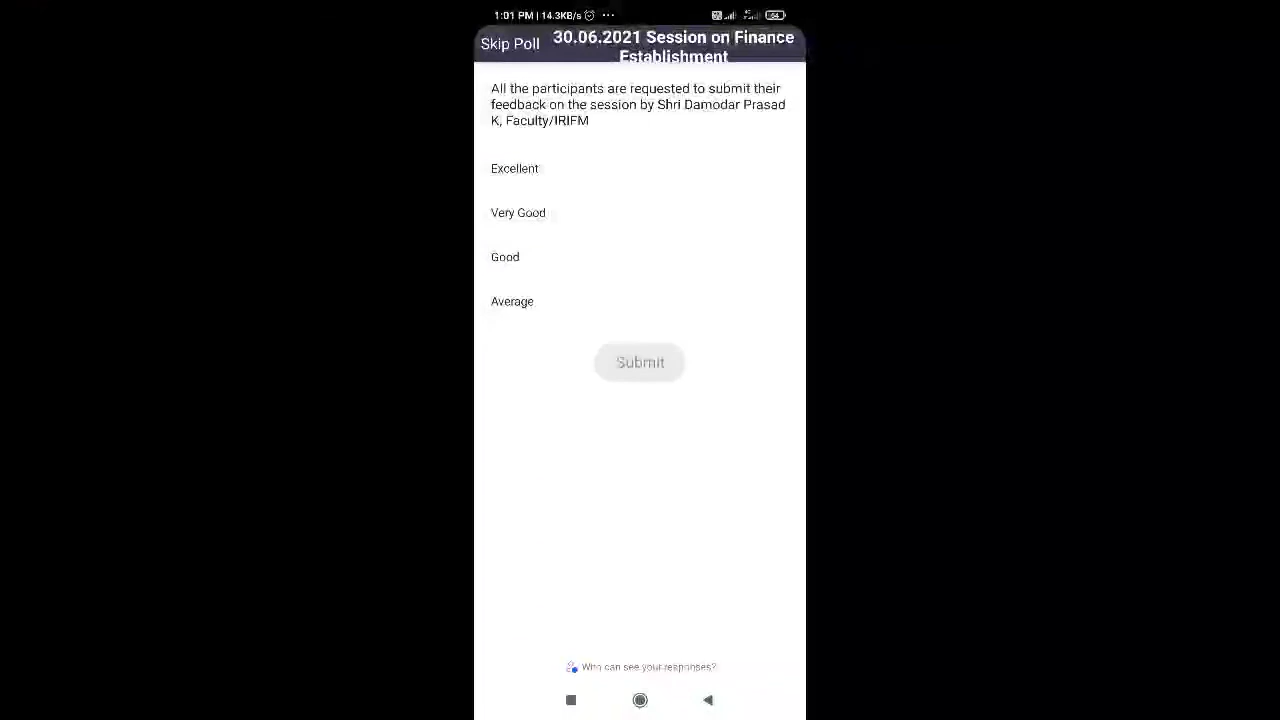 1:01 PM | 14.3KB/s
64
Skip Poll
30.06.2021 Session on Finance
Establishment
All the participants are requested to submit their
feedback on the session by Shri Damodar Prasad
K, Faculty/IRIFM
Excellent
Very Good
Good
Average
Submit
Who can see your responses?